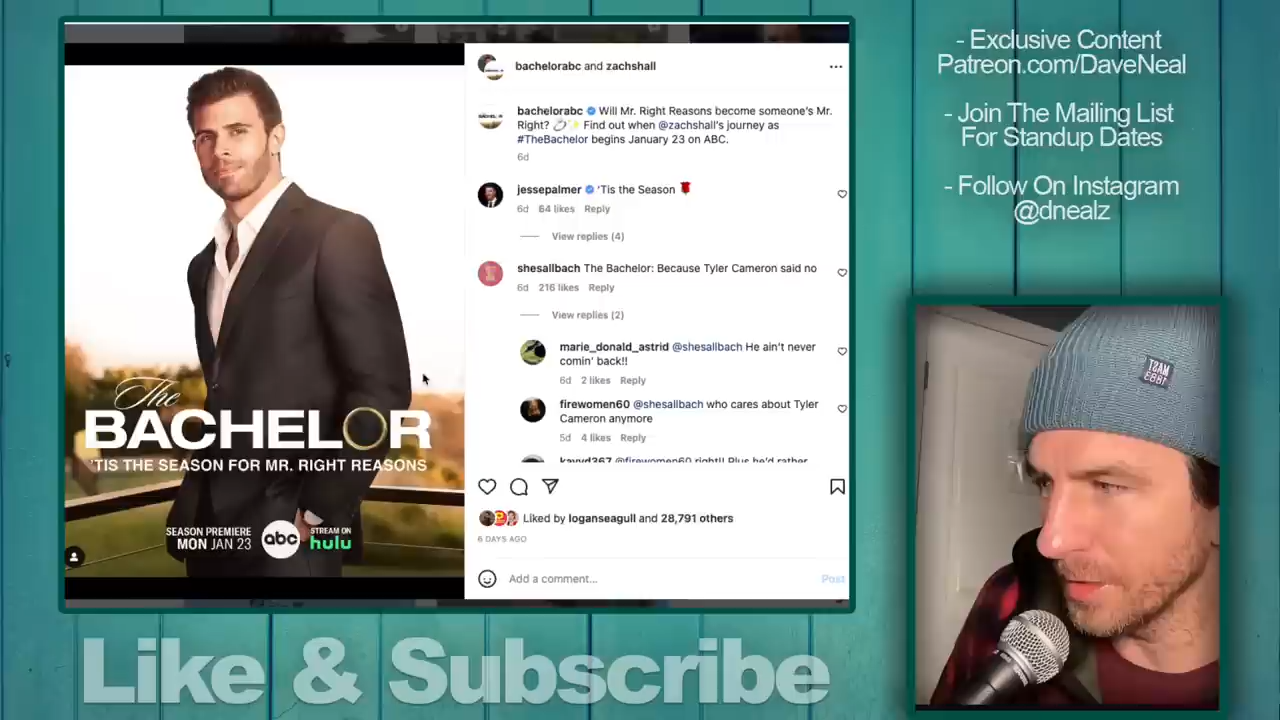 bachelorabc and zachshall
bachelorabc Will Mr. Right Reasons become someone's Mr.
Right? Find out when @zachshall's journey as
#TheBachelor begins January 23 on ABC.
6d
jessepalmer 'Tis the Season
6d 64 likes Reply
View replies (4)
shesallbach The Bachelor: Because Tyler Cameron said no
6d 216 likes Reply
View replies (2)
marie_donald_astrid @shesallbach He ain't never
comin' back!!
6d 2 likes Reply
firewomen60 @shesallbach who cares about Tyler
Cameron anymore
5d 4 likes Reply
Liked by loganseagull and 28,791 others
6 DAYS AGO
Add a comment...
Post
The
BACHELOR
'TIS THE SEASON FOR MR. RIGHT REASONS
SEASON PREMIERE
MON JAN 23
abc
STREAM ON
hulu
- Exclusive Content
Patreon.com/DaveNeal
- Join The Mailing List
For Standup Dates
- Follow On Instagram
@dnealz
Like & Subscribe